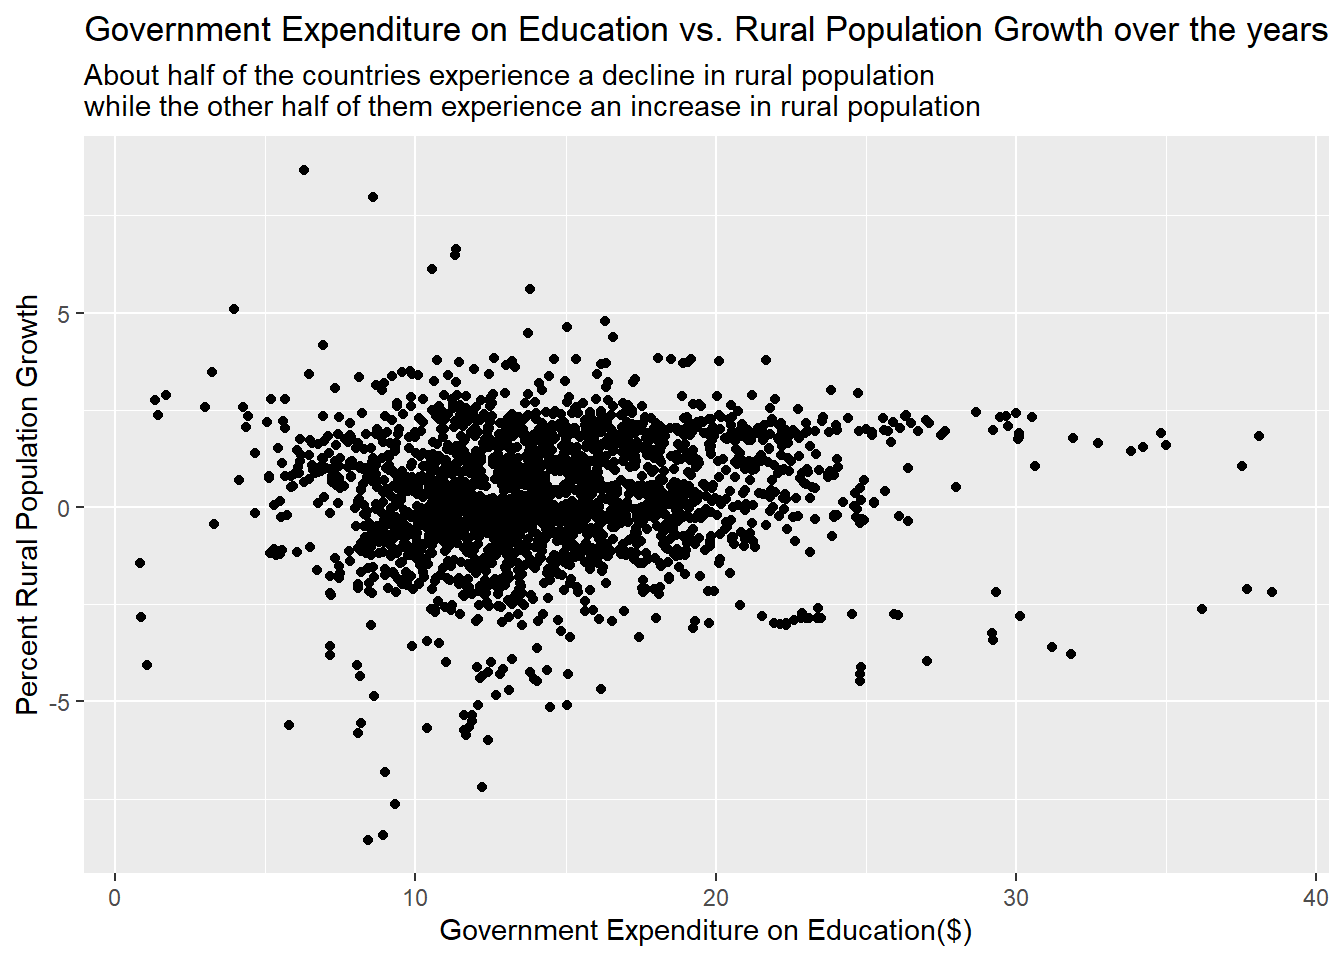 Government Expenditure on Education vs. Rural Population Growth over the years
About half of the countries experience a decline in rural population
while the other half of them experience an increase in rural population
Percent Rural Population Growth
5
0
-5
0
10
20
30
40
Government Expenditure on Education($)